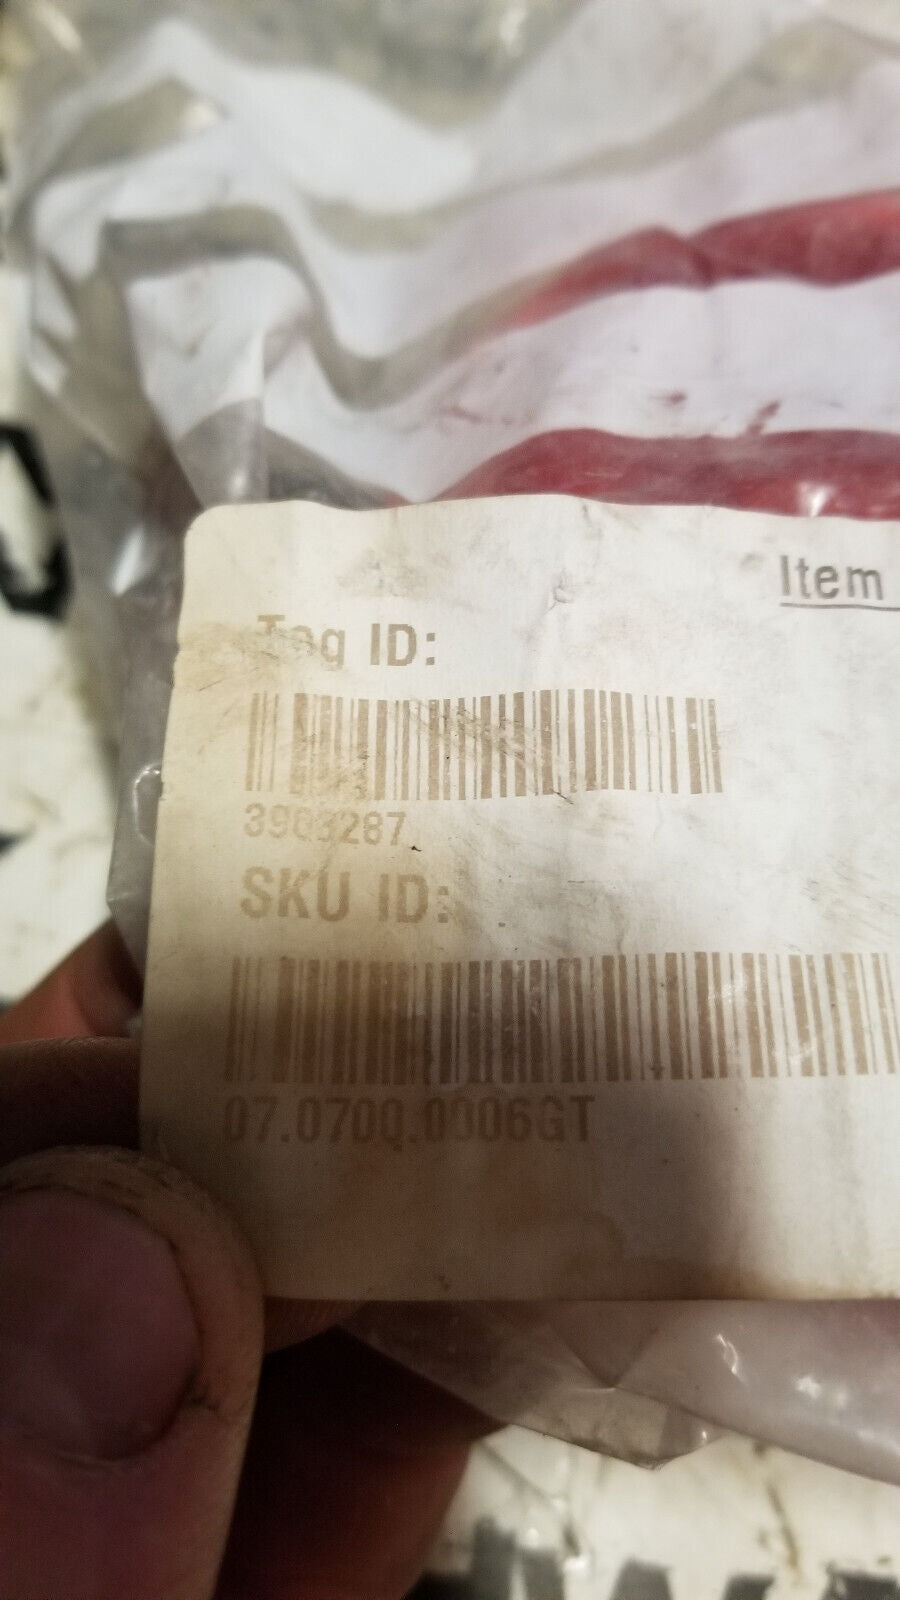 Item
Tag ID:
3903287
SKU ID:
07.070Q.0006GT